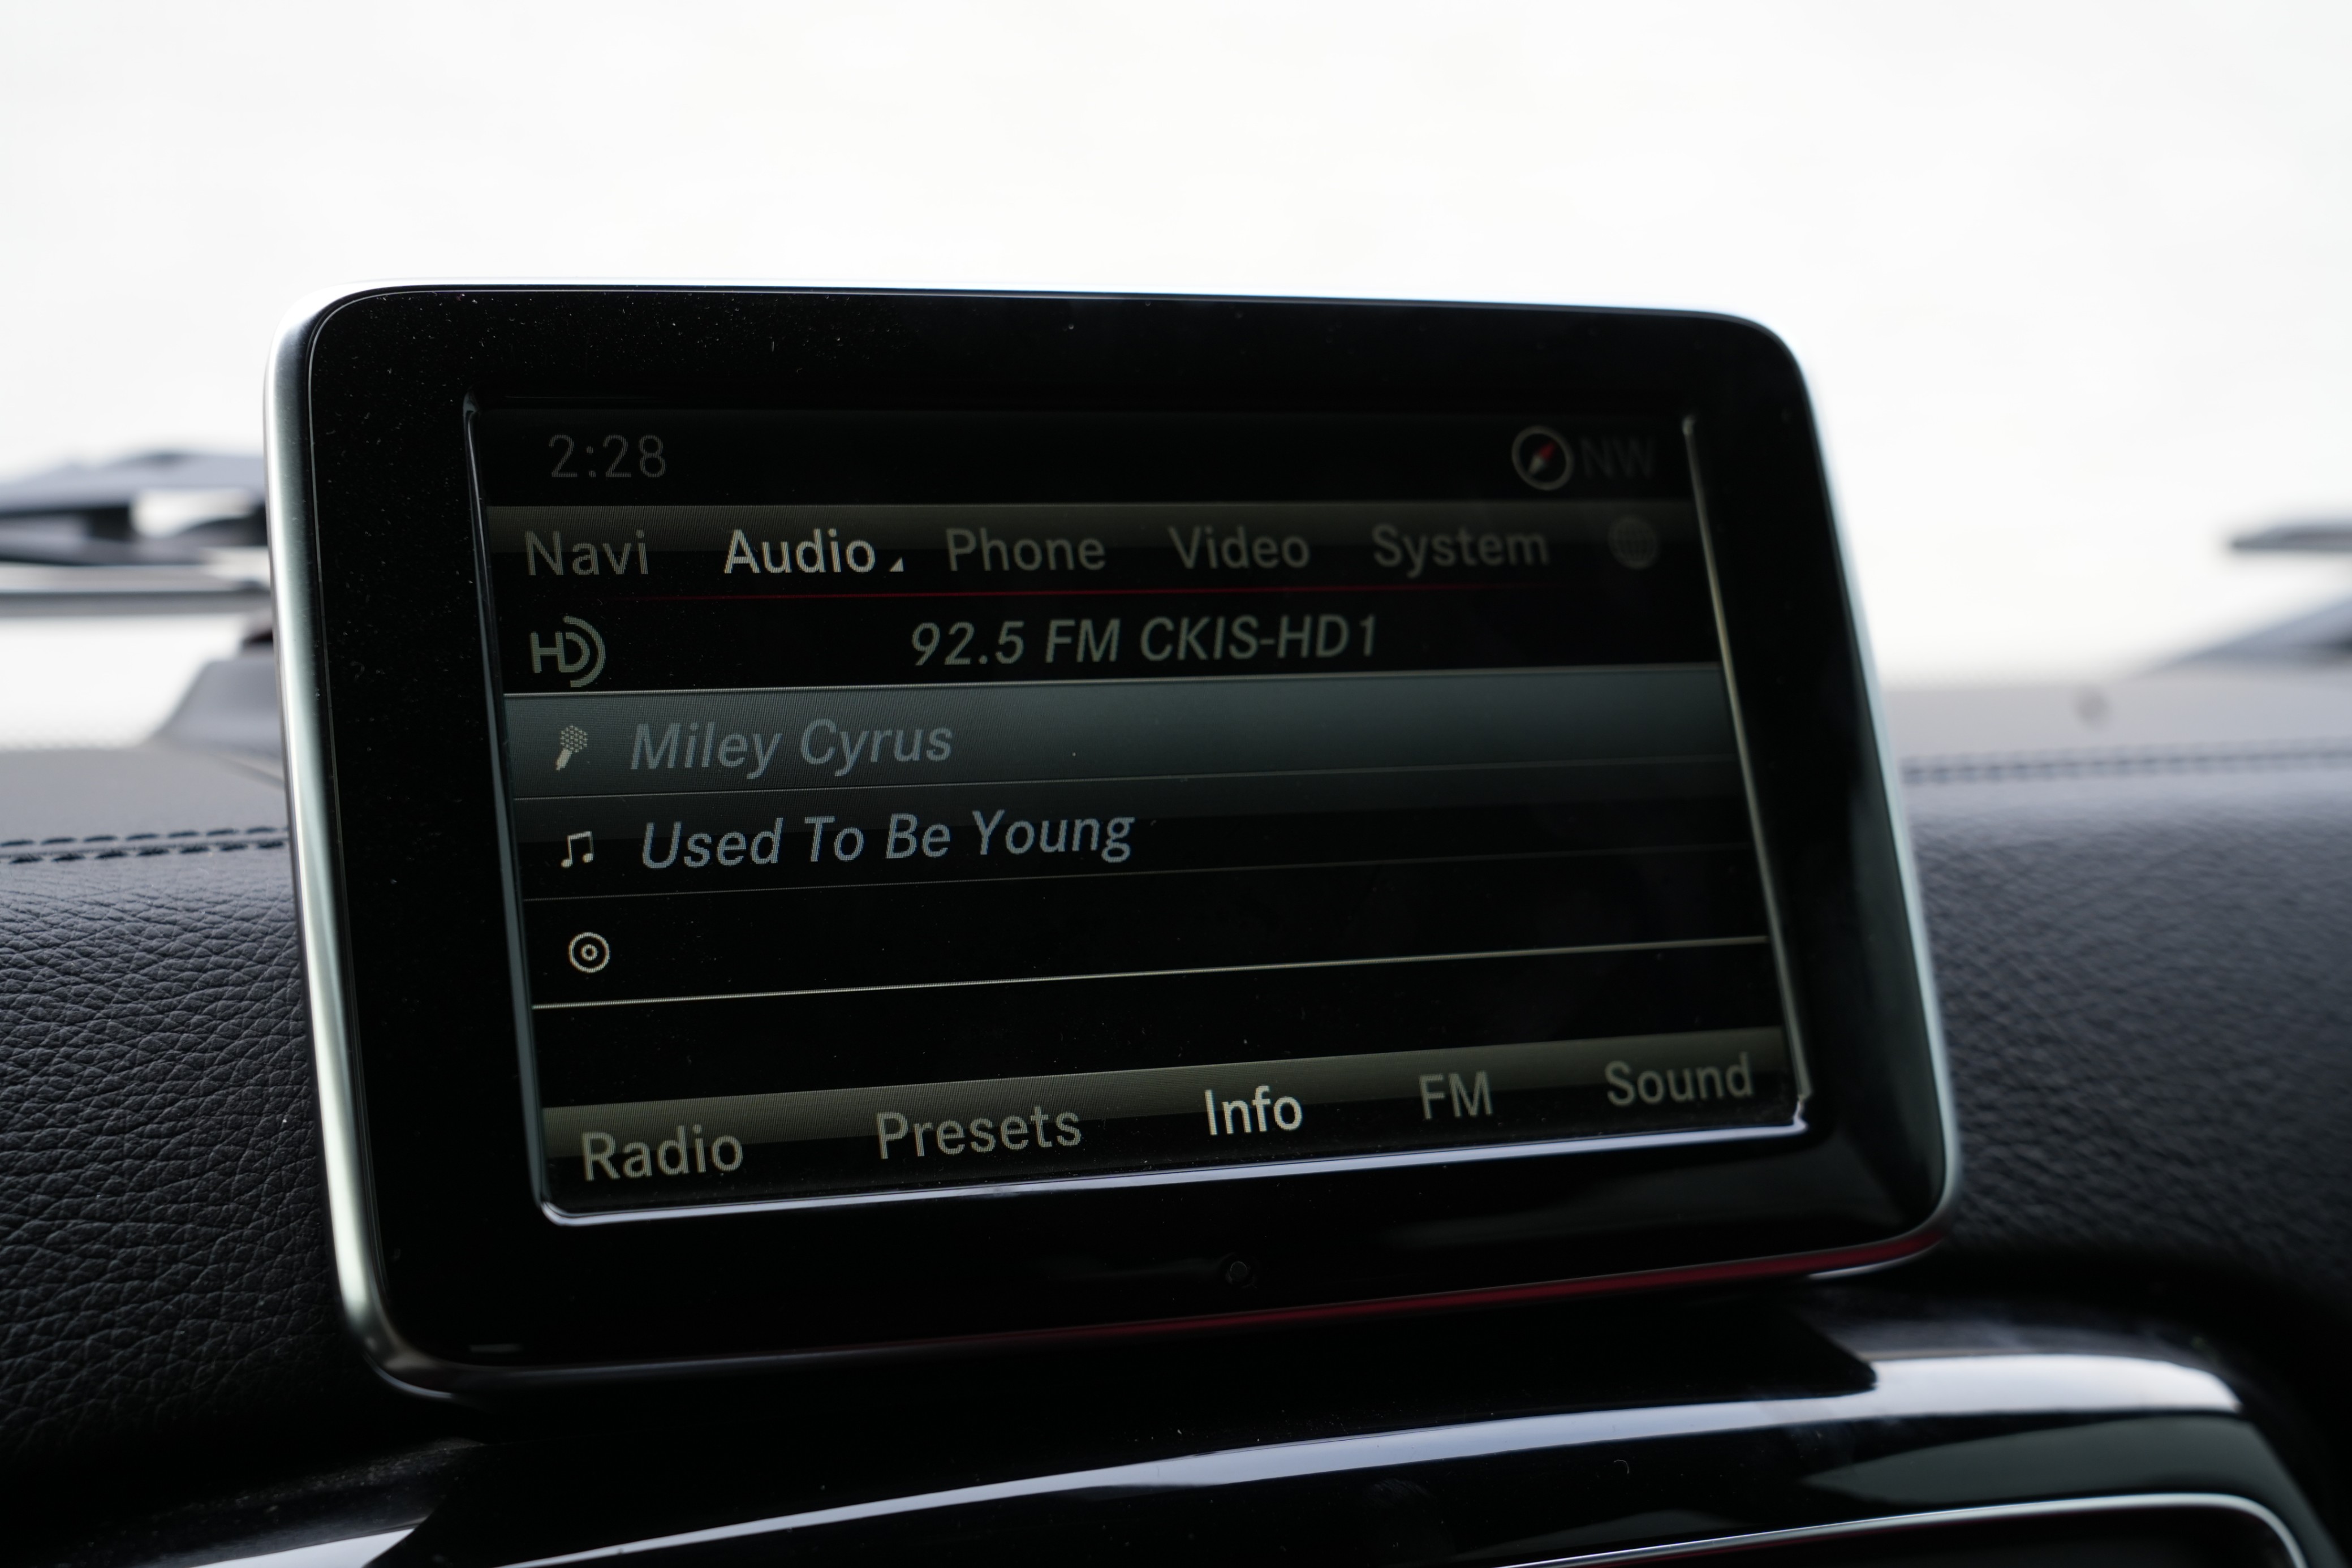 2:28 NW
Navi Audio Phone Video System
HD 92.5 FM CKIS-HD1
Miley Cyrus
Used To Be Young
Radio Presets Info FM Sound